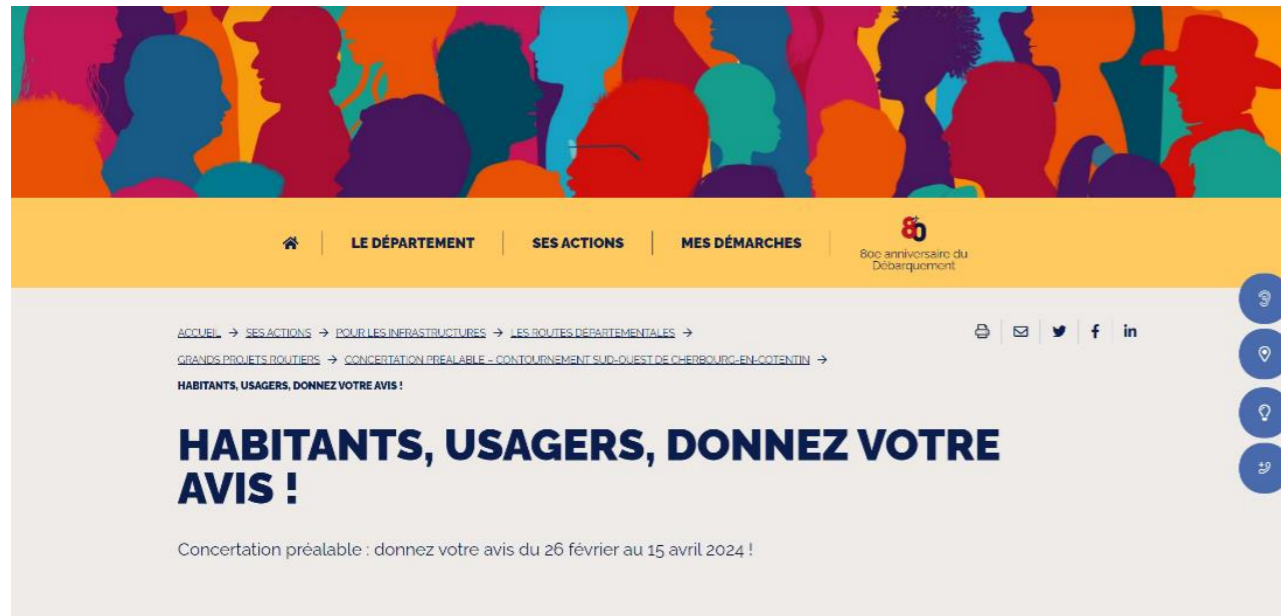 LE DÉPARTEMENT
SES ACTIONS
MES DÉMARCHES
80
80e anniversaire du
Débarquement
ACCUEIL → SES ACTIONS → POUR LES INFRASTRUCTURES → LES ROUTES DÉPARTEMENTALES →
GRANDS PROJETS ROUTIERS → CONCERTATION PRÉALABLE – CONTOURNEMENT SUD-OUEST DE CHERBOURG-EN-COTENTIN →
HABITANTS, USAGERS, DONNEZ VOTRE AVIS !
HABITANTS, USAGERS, DONNEZ VOTRE
AVIS !
Concertation préalable : donnez votre avis du 26 février au 15 avril 2024 !